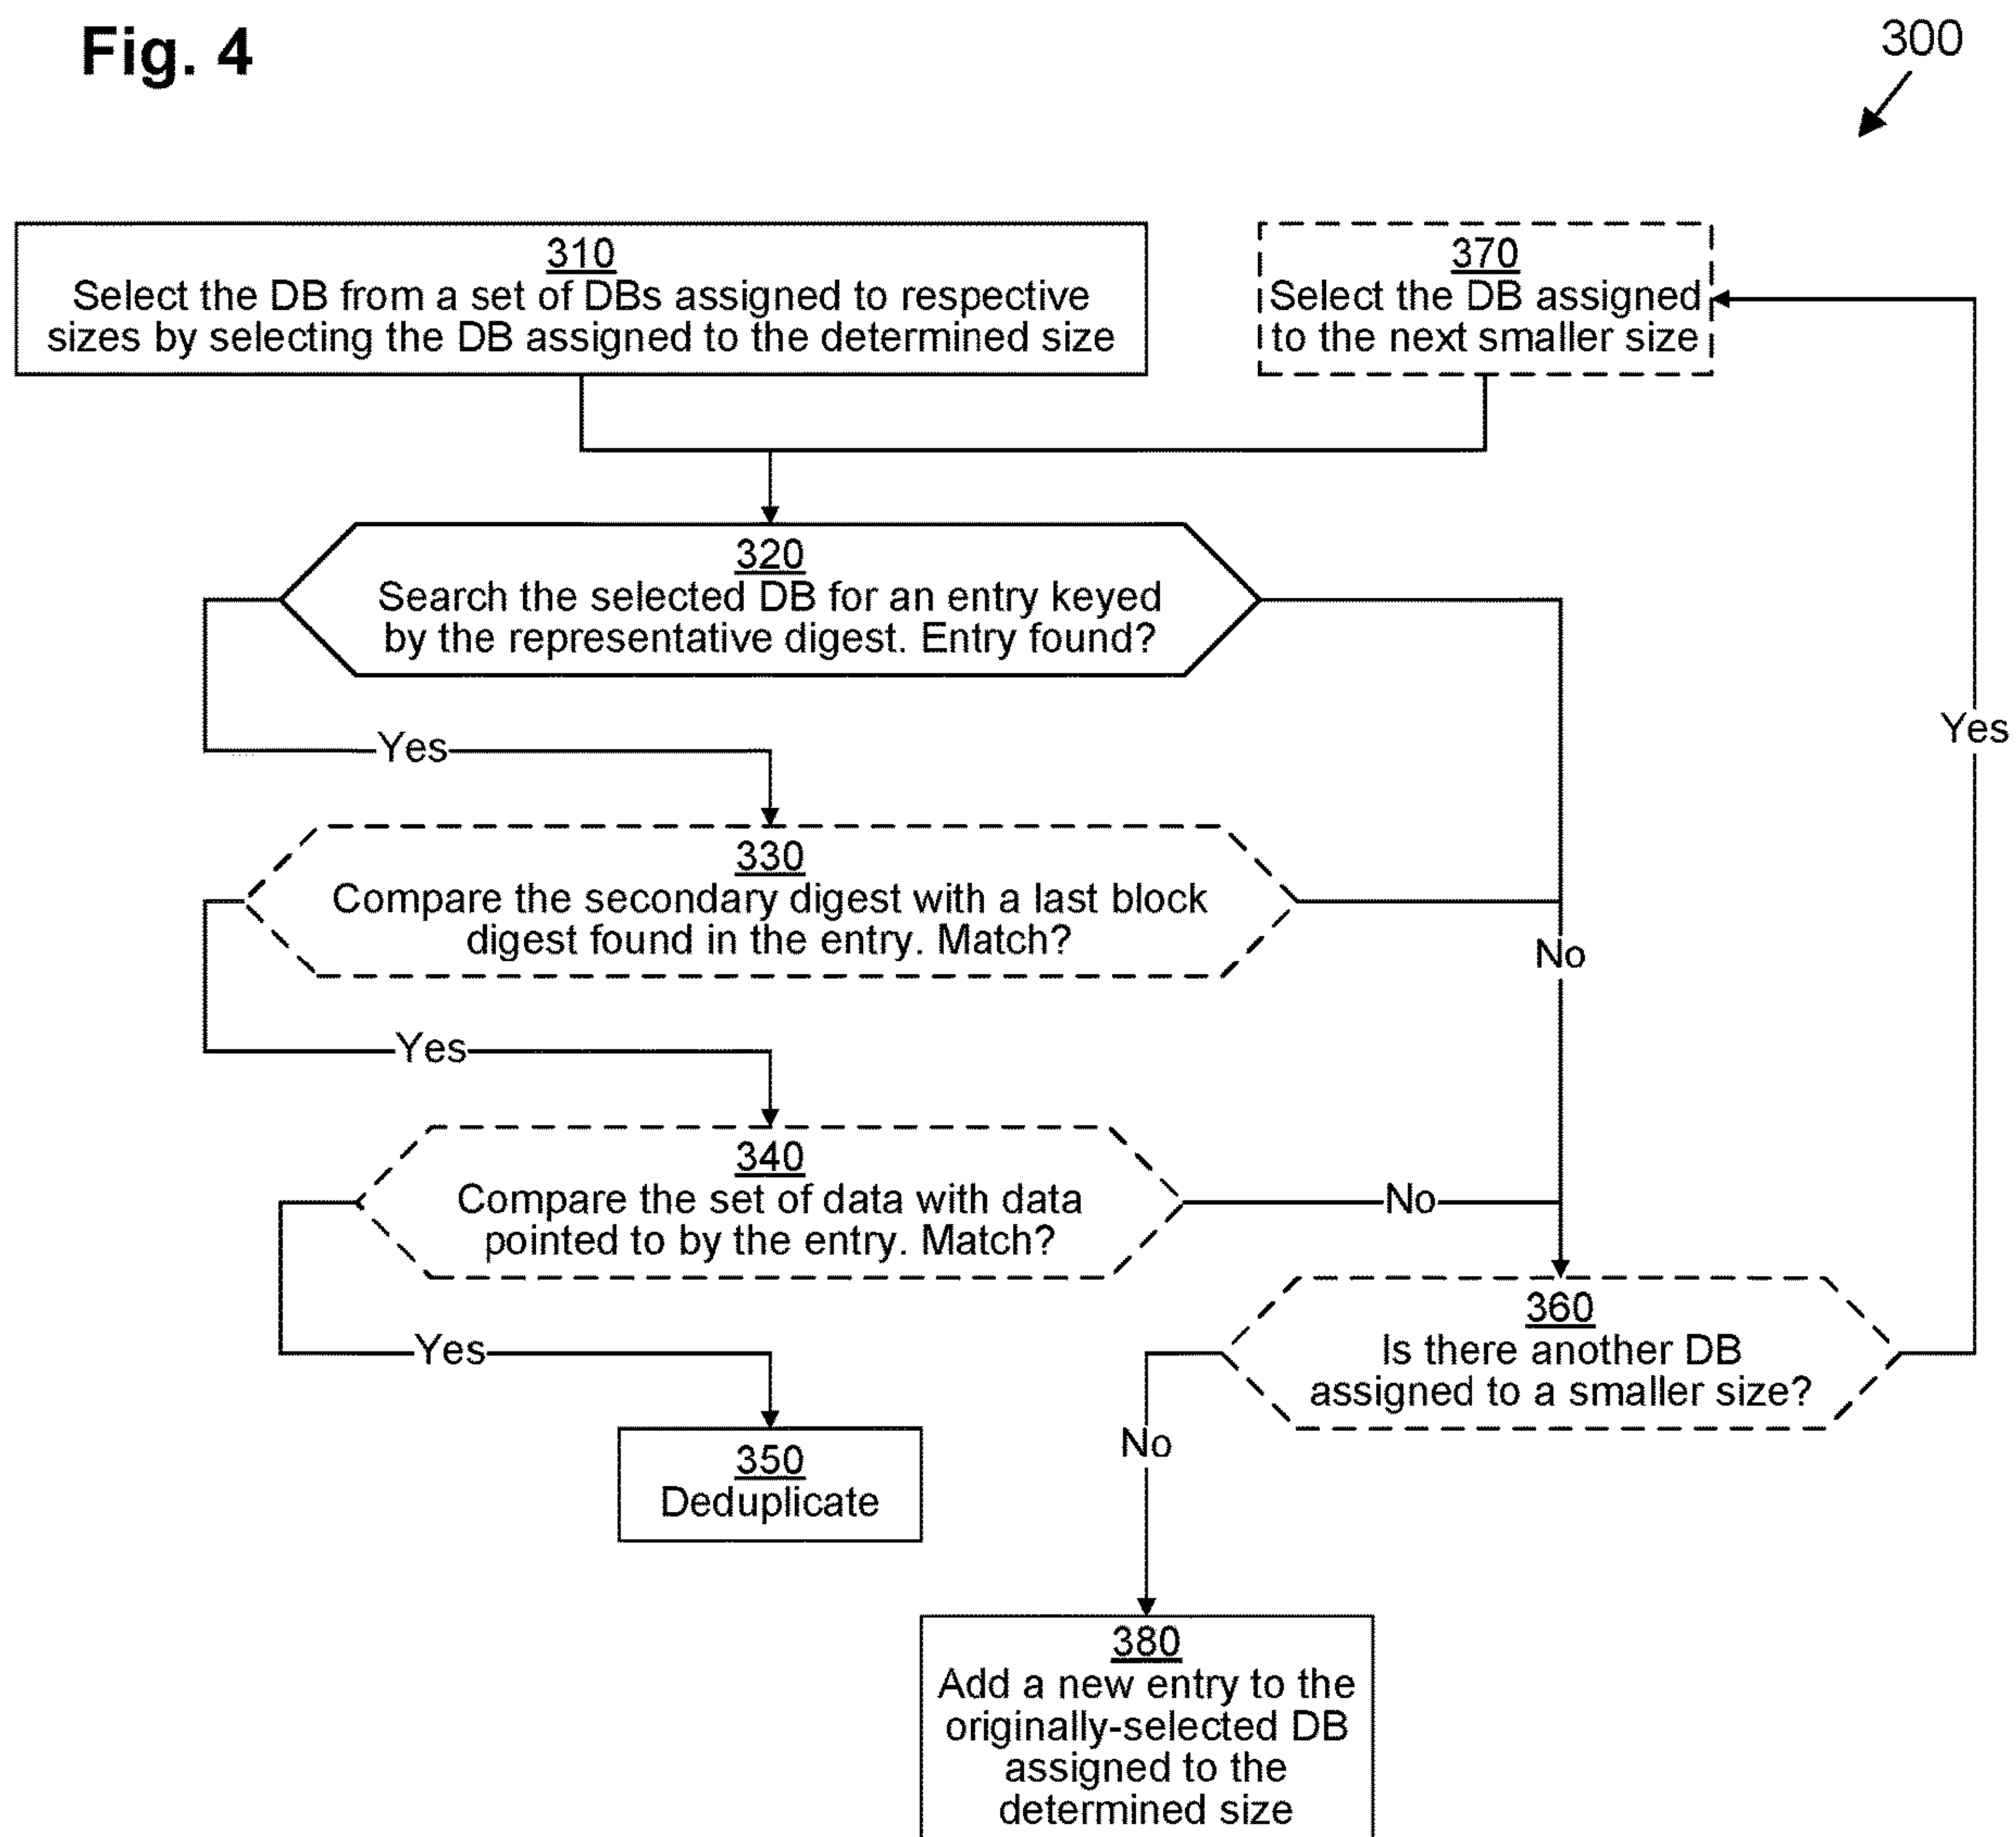 Fig. 4
300
310
Select the DB from a set of DBs assigned to respective
sizes by selecting the DB assigned to the determined size
370
Select the DB assigned
to the next smaller size
320
Search the selected DB for an entry keyed
by the representative digest. Entry found?
Yes
Yes
330
Compare the secondary digest with a last block
digest found in the entry. Match?
No
Yes
340
Compare the set of data with data
pointed to by the entry. Match?
No
360
Is there another DB
assigned to a smaller size?
Yes
No
350
Deduplicate
380
Add a new entry to the
originally-selected DB
assigned to the
determined size